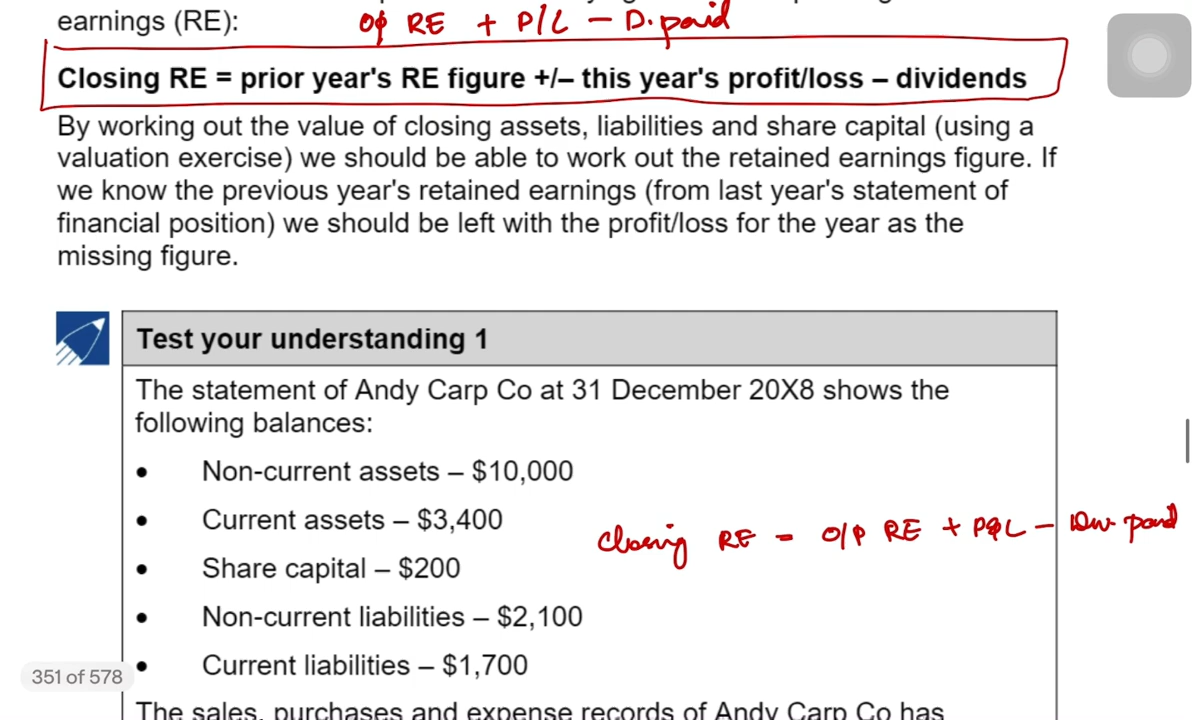 earnings (RE):
op RE + P/L – D. paid
Closing RE = prior year's RE figure +/– this year's profit/loss – dividends
By working out the value of closing assets, liabilities and share capital (using a
valuation exercise) we should be able to work out the retained earnings figure. If
we know the previous year's retained earnings (from last year's statement of
financial position) we should be left with the profit/loss for the year as the
missing figure.
Test your understanding 1
The statement of Andy Carp Co at 31 December 20X8 shows the
following balances:
• Non-current assets – $10,000
• Current assets – $3,400
closing RE = o/p RE + P&L – Div. paid
• Share capital – $200
• Non-current liabilities – $2,100
• Current liabilities – $1,700
351 of 578
The sales, purchases and expense records of Andy Carp Co has